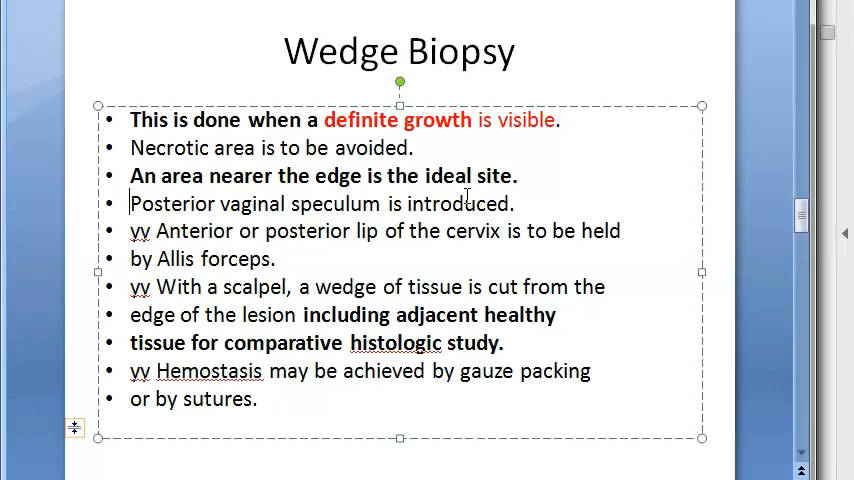 Wedge Biopsy
• This is done when a definite growth is visible.
• Necrotic area is to be avoided.
• An area nearer the edge is the ideal site.
• Posterior vaginal speculum is introduced.
• yy Anterior or posterior lip of the cervix is to be held
• by Allis forceps.
• yy With a scalpel, a wedge of tissue is cut from the
• edge of the lesion including adjacent healthy
• tissue for comparative histologic study.
• yy Hemostasis may be achieved by gauze packing
• or by sutures.